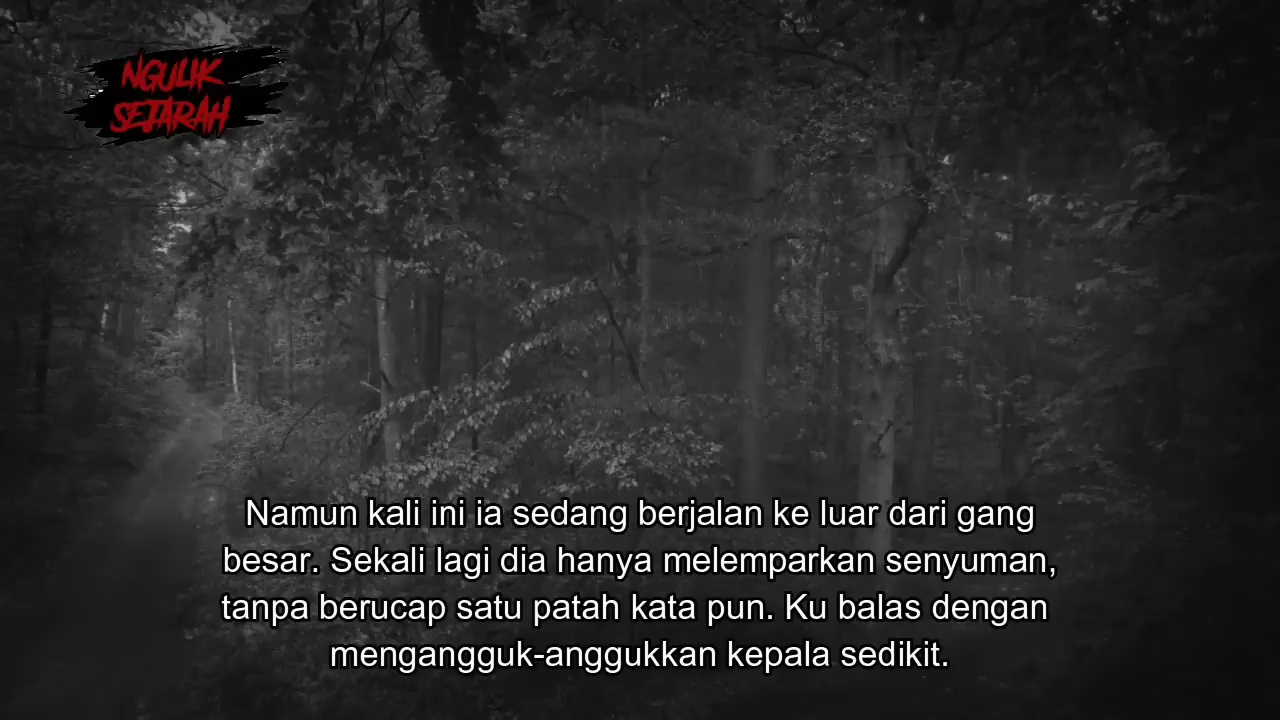 NGULIK
SEJARAH
Namun kali ini ia sedang berjalan ke luar dari gang
besar. Sekali lagi dia hanya melemparkan senyuman,
tanpa berucap satu patah kata pun. Ku balas dengan
mengangguk-anggukkan kepala sedikit.